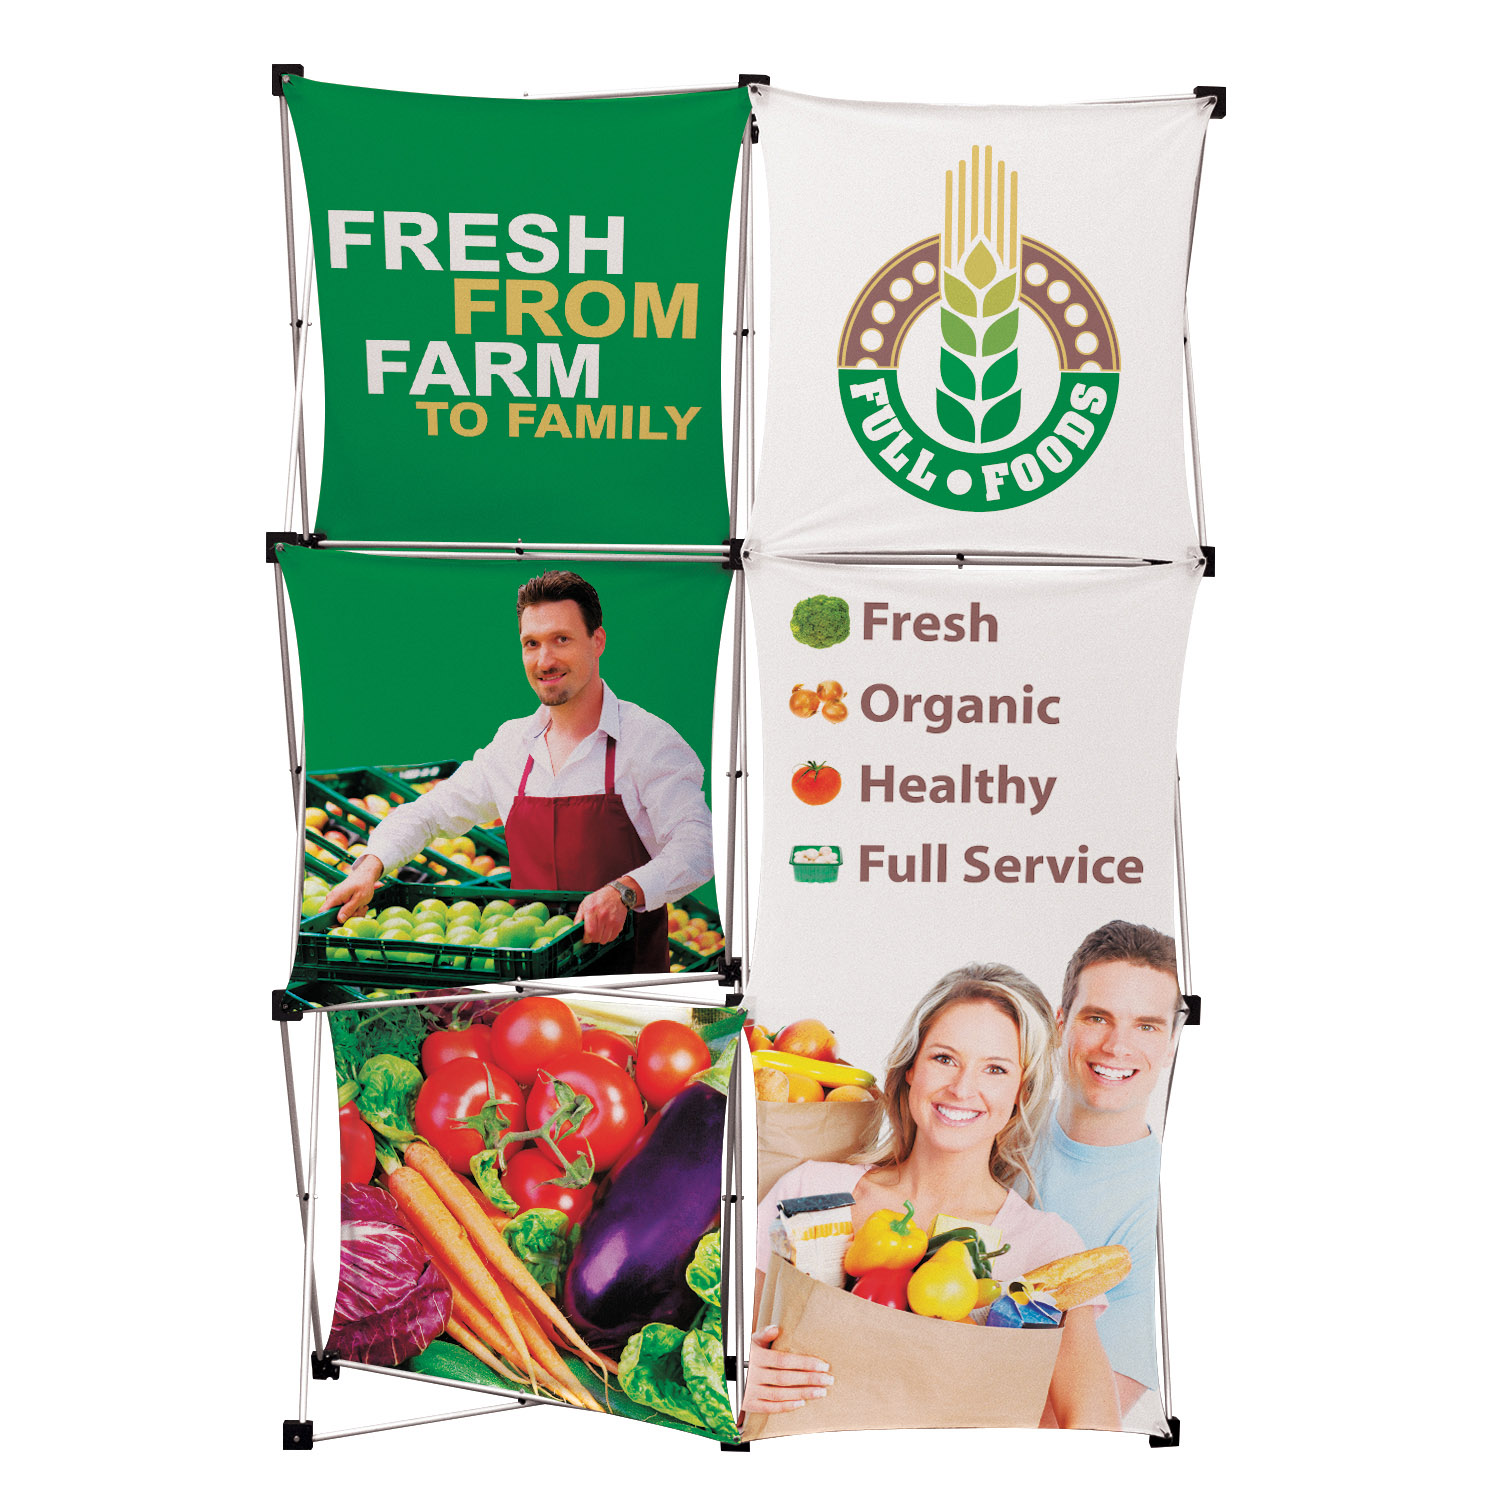 FRESH
FROM
FARM
TO FAMILY
FULL • FOODS
Fresh
Organic
Healthy
Full Service